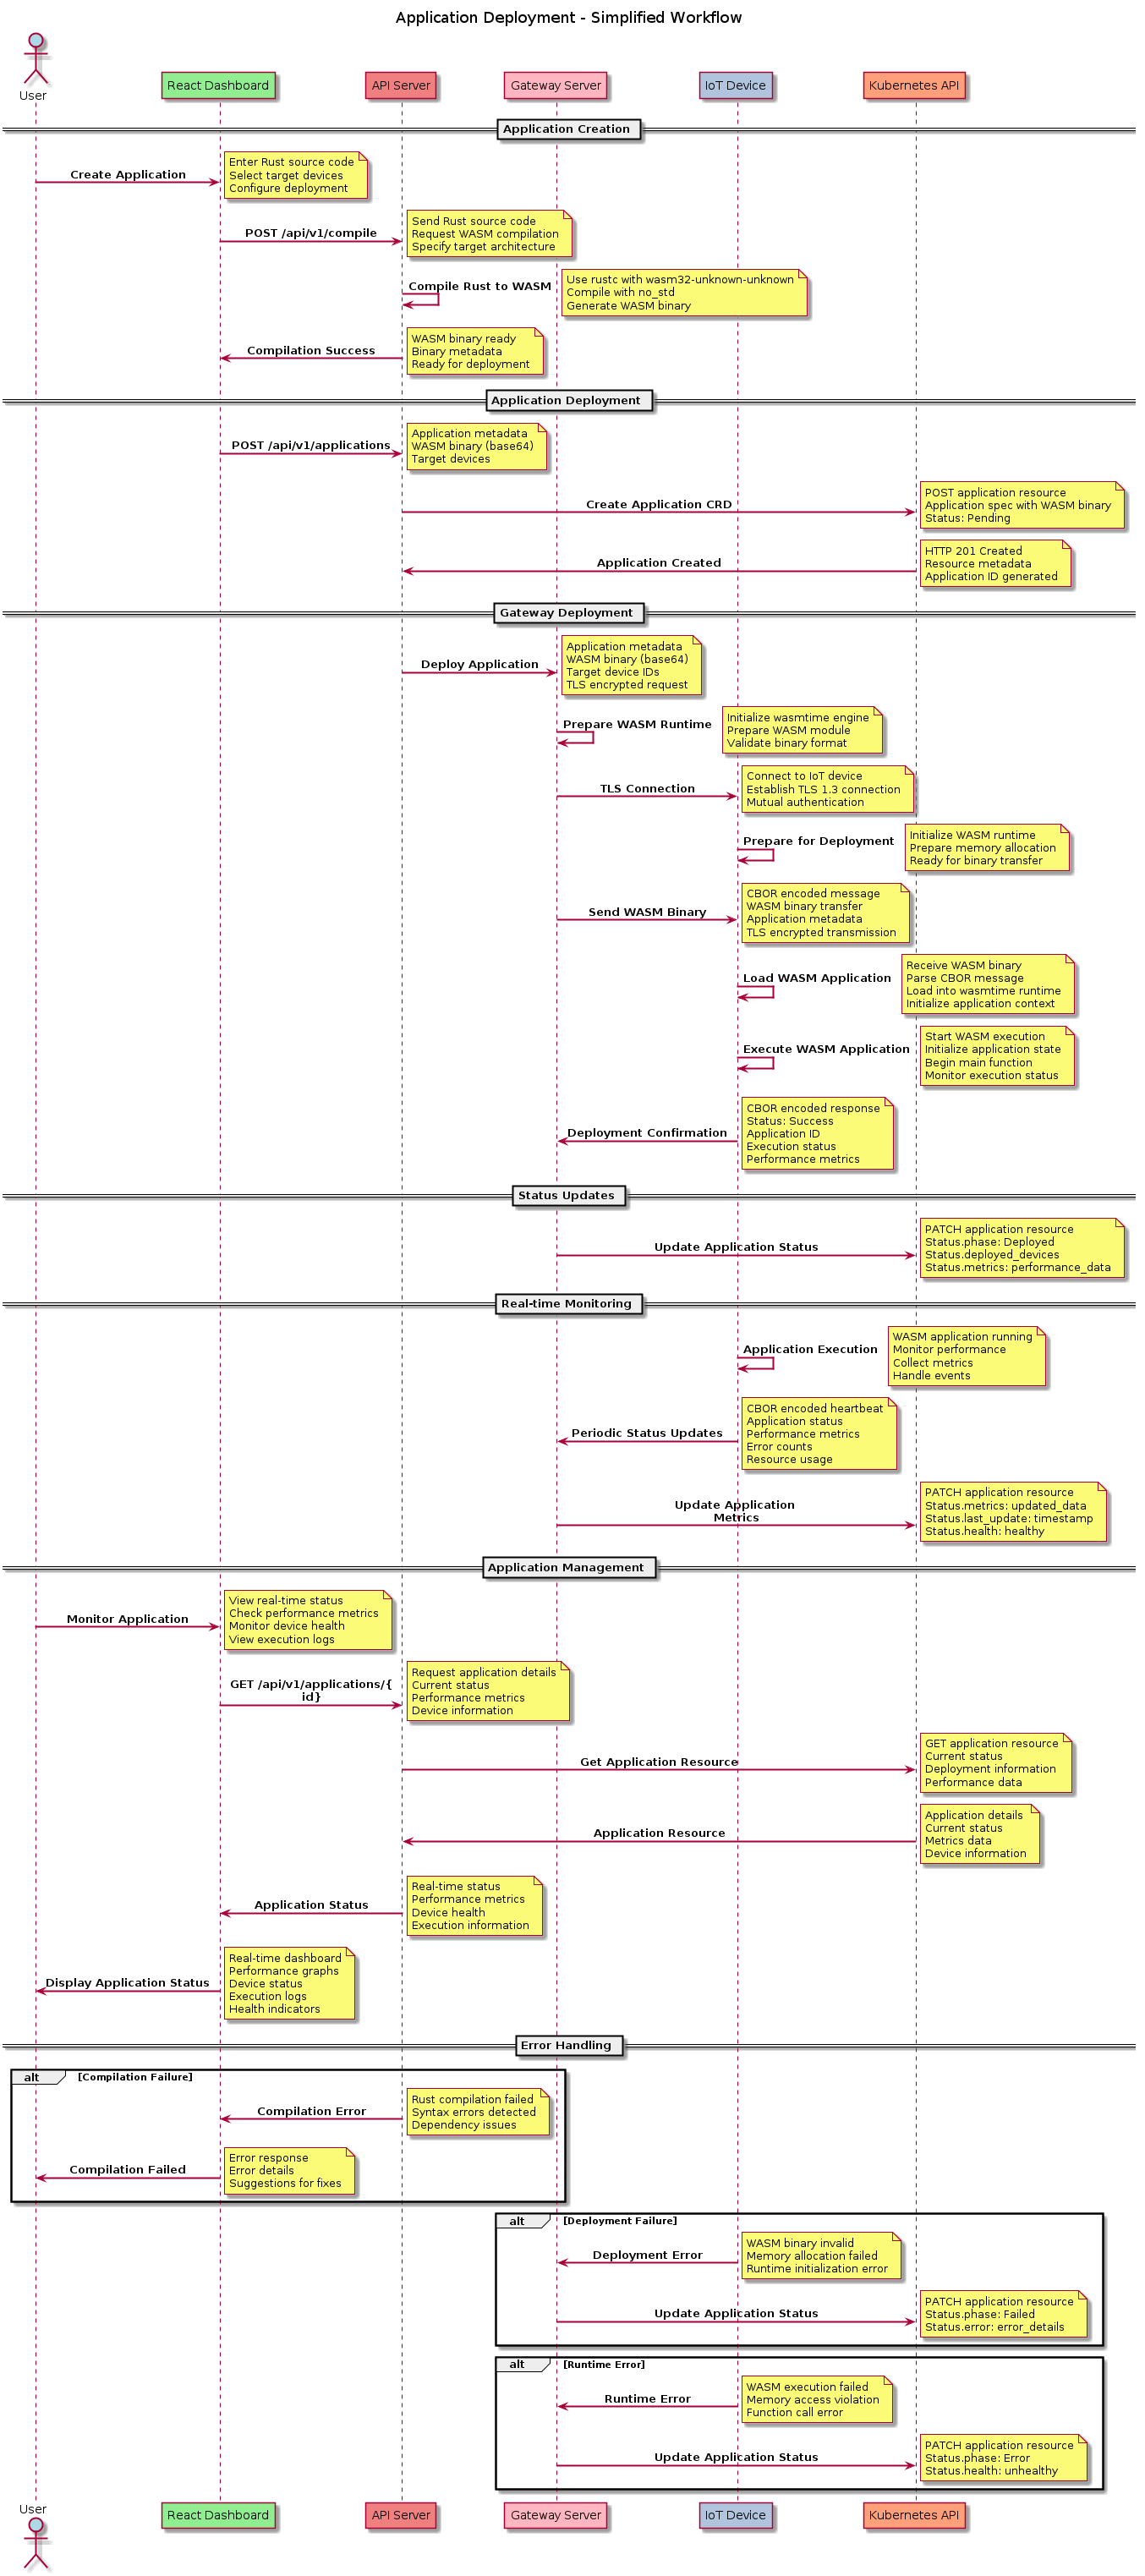 Application Deployment - Simplified Workflow
User
React Dashboard
API Server
Gateway Server
IoT Device
Kubernetes API
Application Creation
Create Application
Enter Rust source code
Select target devices
Configure deployment
POST /api/v1/compile
Send Rust source code
Request WASM compilation
Specify target architecture
Compile Rust to WASM
Use rustc with wasm32-unknown-unknown
Compile with no_std
Generate WASM binary
Compilation Success
WASM binary ready
Binary metadata
Ready for deployment
Application Deployment
POST /api/v1/applications
Application metadata
WASM binary (base64)
Target devices
Create Application CRD
POST application resource
Application spec with WASM binary
Status: Pending
Application Created
HTTP 201 Created
Resource metadata
Application ID generated
Gateway Deployment
Deploy Application
Application metadata
WASM binary (base64)
Target device IDs
TLS encrypted request
Prepare WASM Runtime
Initialize wasmtime engine
Prepare WASM module
Validate binary format
TLS Connection
Connect to IoT device
Establish TLS 1.3 connection
Mutual authentication
Prepare for Deployment
Initialize WASM runtime
Prepare memory allocation
Ready for binary transfer
Send WASM Binary
CBOR encoded message
WASM binary transfer
Application metadata
TLS encrypted transmission
Load WASM Application
Receive WASM binary
Parse CBOR message
Load into wasmtime runtime
Initialize application context
Execute WASM Application
Start WASM execution
Initialize application state
Begin main function
Monitor execution status
Deployment Confirmation
CBOR encoded response
Status: Success
Application ID
Execution status
Performance metrics
Status Updates
Update Application Status
PATCH application resource
Status.phase: Deployed
Status.deployed_devices
Status.metrics: performance_data
Real-time Monitoring
Application Execution
WASM application running
Monitor performance
Collect metrics
Handle events
Periodic Status Updates
CBOR encoded heartbeat
Application status
Performance metrics
Error counts
Resource usage
Update Application
Metrics
PATCH application resource
Status.metrics: updated_data
Status.last_update: timestamp
Status.health: healthy
Application Management
Monitor Application
View real-time status
Check performance metrics
Monitor device health
View execution logs
GET /api/v1/applications/{
id}
Request application details
Current status
Performance metrics
Device information
Get Application Resource
GET application resource
Current status
Deployment information
Performance data
Application Resource
Application details
Current status
Metrics data
Device information
Application Status
Real-time status
Performance metrics
Device health
Execution information
Display Application Status
Real-time dashboard
Performance graphs
Device status
Execution logs
Health indicators
Error Handling
alt
[Compilation Failure]
Compilation Error
Rust compilation failed
Syntax errors detected
Dependency issues
Compilation Failed
Error response
Error details
Suggestions for fixes
alt
[Deployment Failure]
Deployment Error
WASM binary invalid
Memory allocation failed
Runtime initialization error
Update Application Status
PATCH application resource
Status.phase: Failed
Status.error: error_details
alt
[Runtime Error]
Runtime Error
WASM execution failed
Memory access violation
Function call error
Update Application Status
PATCH application resource
Status.phase: Error
Status.health: unhealthy
User
React Dashboard
API Server
Gateway Server
IoT Device
Kubernetes API